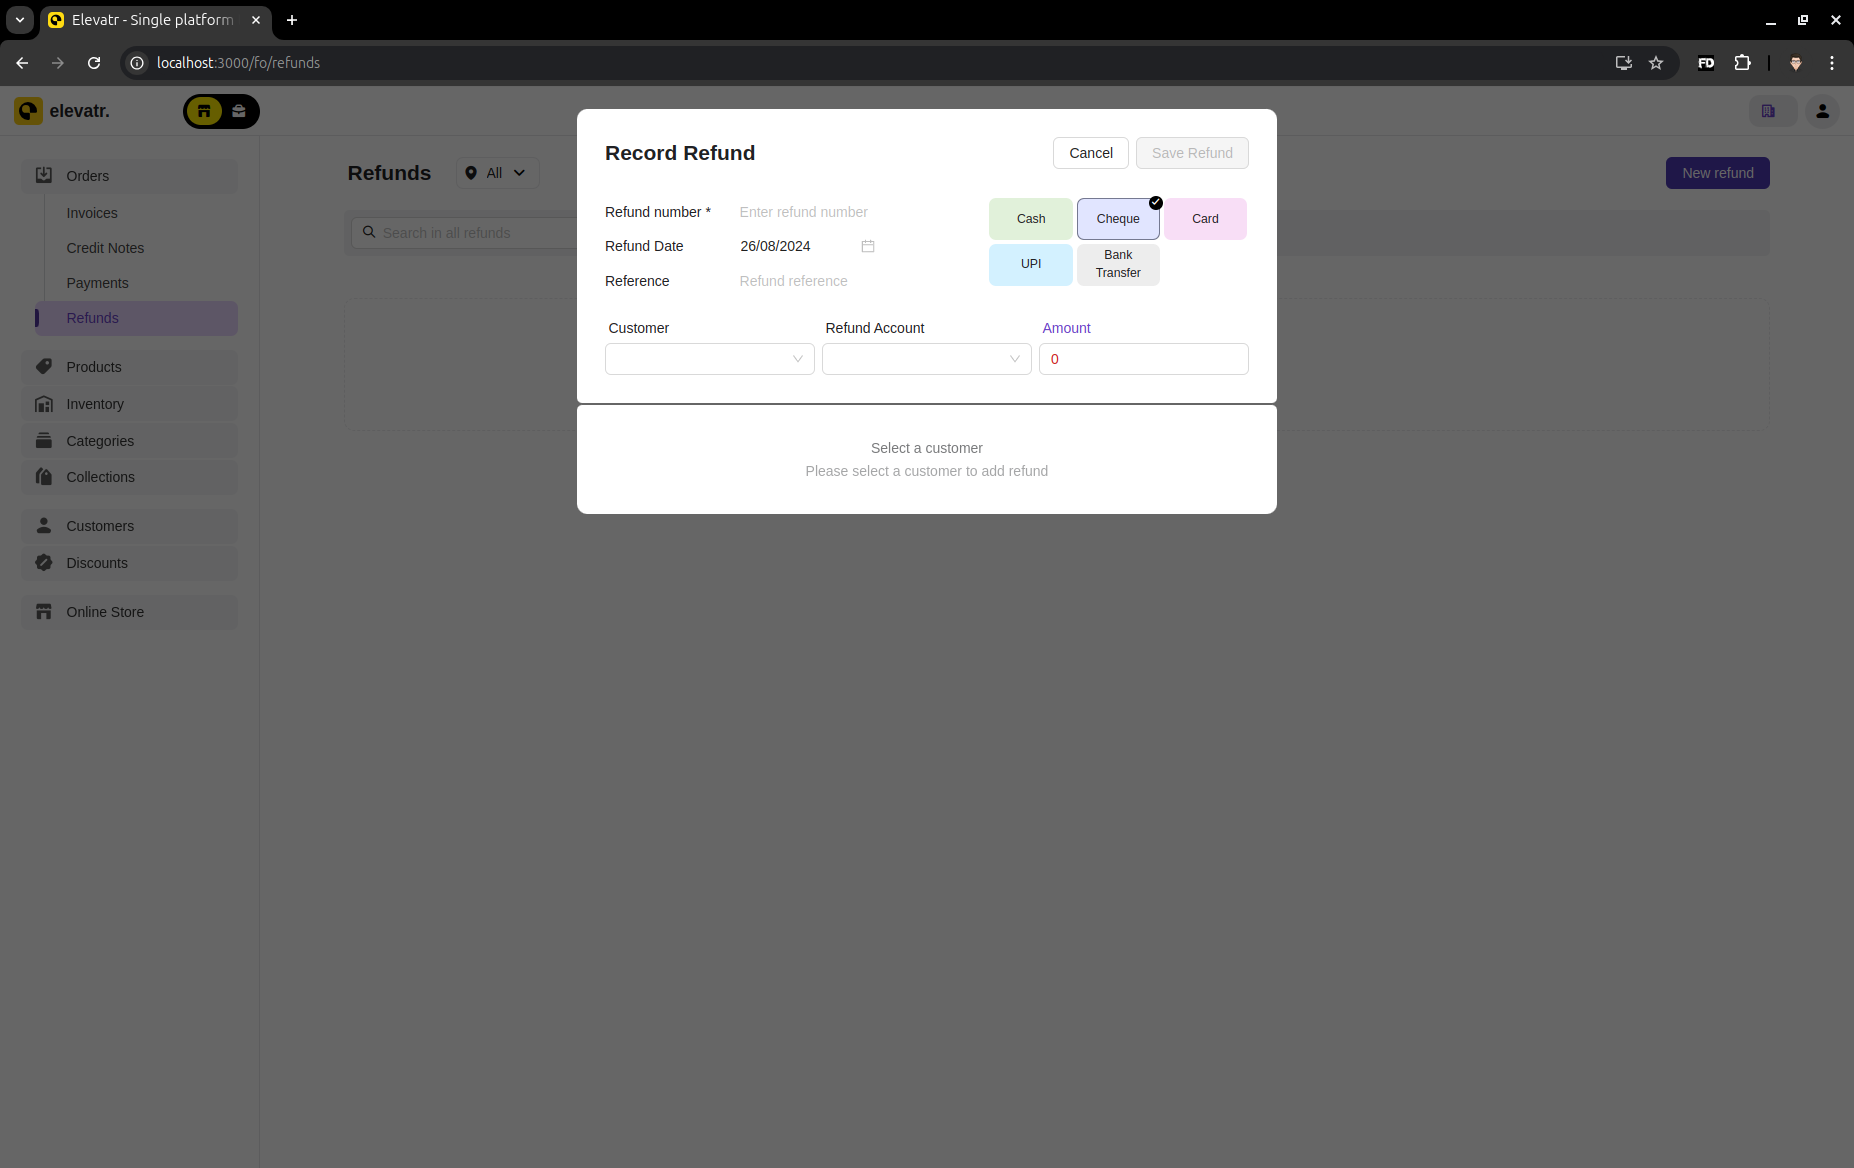 Elevatr - Single platform
localhost:3000/fo/refunds
FD
elevatr.
Orders
Invoices
Credit Notes
Payments
Refunds
Products
Inventory
Categories
Collections
Customers
Discounts
Online Store
Refunds
All
New refund
Search in all refunds
Record Refund
Cancel
Save Refund
Refund number *
Enter refund number
Refund Date
26/08/2024
Reference
Refund reference
Cash
Cheque
Card
UPI
Bank
Transfer
Customer
Refund Account
Amount
0
Select a customer
Please select a customer to add refund